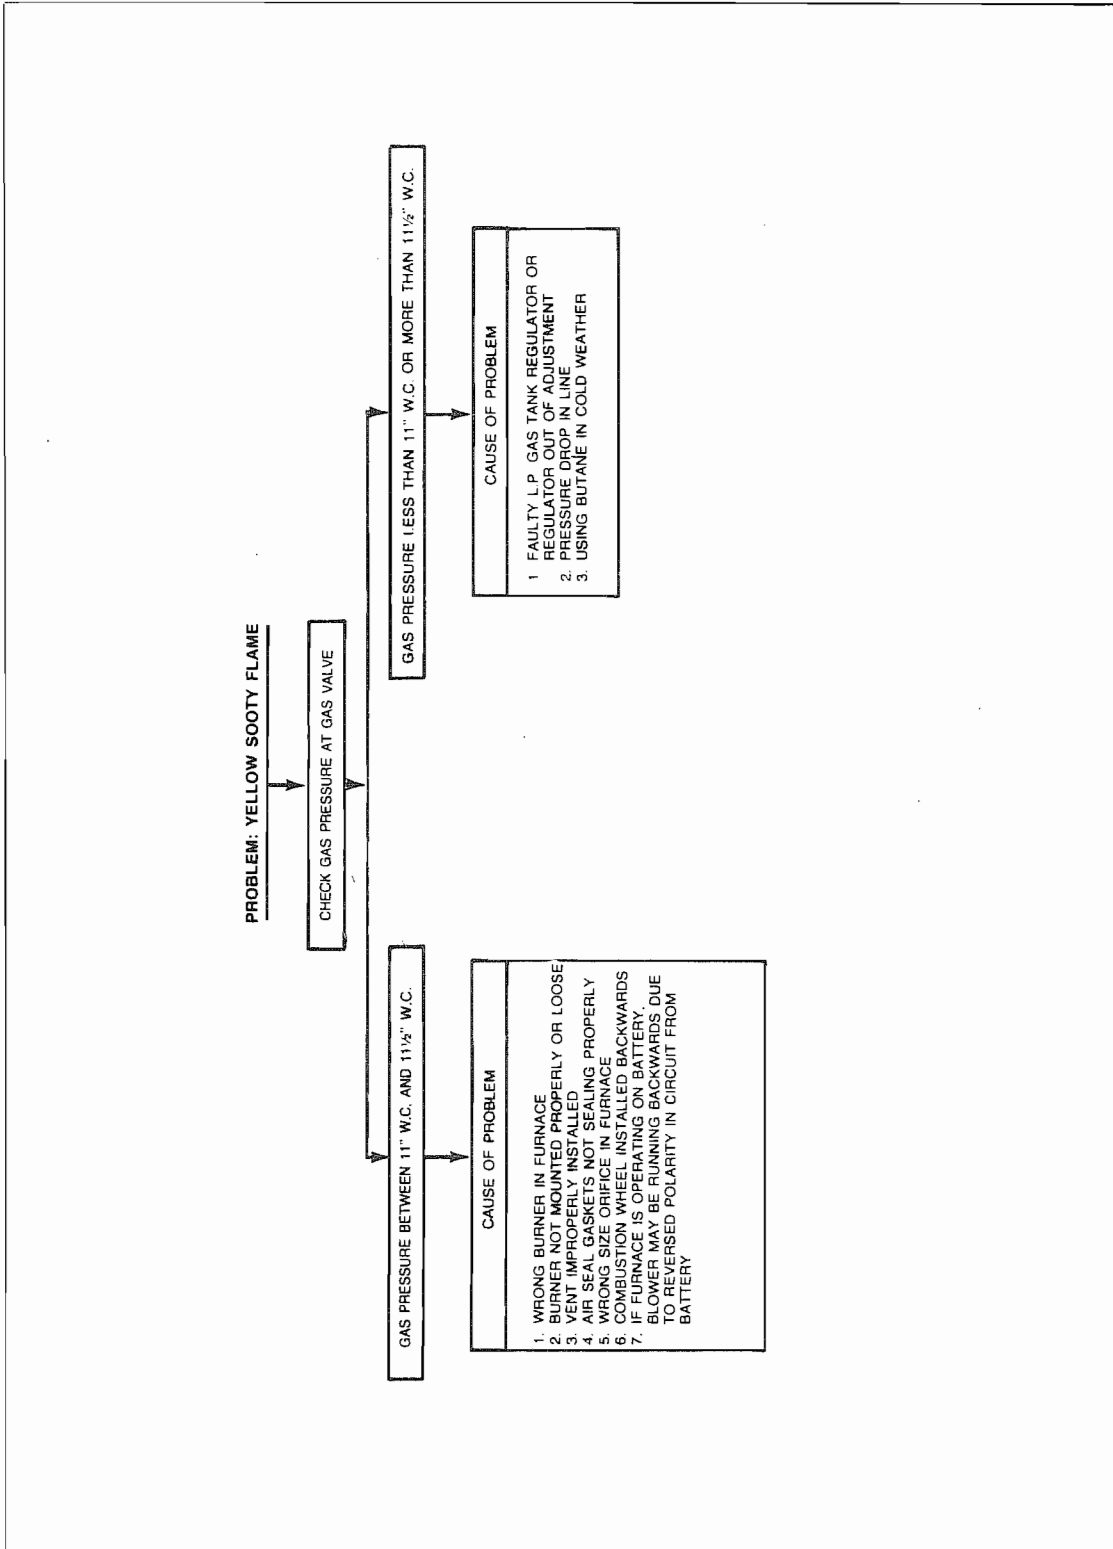 PROBLEM: YELLOW SOOTY FLAME
CHECK GAS PRESSURE AT GAS VALVE
GAS PRESSURE BETWEEN 11" W.C. AND 11½" W.C.
CAUSE OF PROBLEM
1. WRONG BURNER IN FURNACE
2. BURNER NOT MOUNTED PROPERLY OR LOOSE
3. VENT IMPROPERLY INSTALLED
4. AIR SEAL GASKETS NOT SEALING PROPERLY
5. WRONG SIZE ORIFICE IN FURNACE
6. COMBUSTION WHEEL INSTALLED BACKWARDS
7. IF FURNACE IS OPERATING ON BATTERY.
BLOWER MAY BE RUNNING BACKWARDS DUE
TO REVERSED POLARITY IN CIRCUIT FROM
BATTERY
GAS PRESSURE LESS THAN 11" W.C. OR MORE THAN 11½" W.C.
CAUSE OF PROBLEM
1 FAULTY L.P GAS TANK REGULATOR OR
REGULATOR OUT OF ADJUSTMENT
2. PRESSURE DROP IN LINE
3. USING BUTANE IN COLD WEATHER